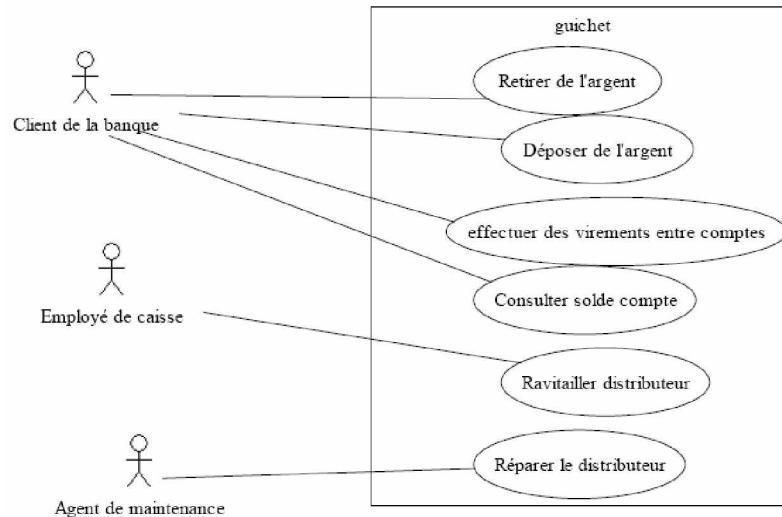 guichet
Retirer de l'argent
Client de la banque
Déposer de l'argent
effectuer des virements entre comptes
Consulter solde compte
Employé de caisse
Ravitailler distributeur
Réparer le distributeur
Agent de maintenance